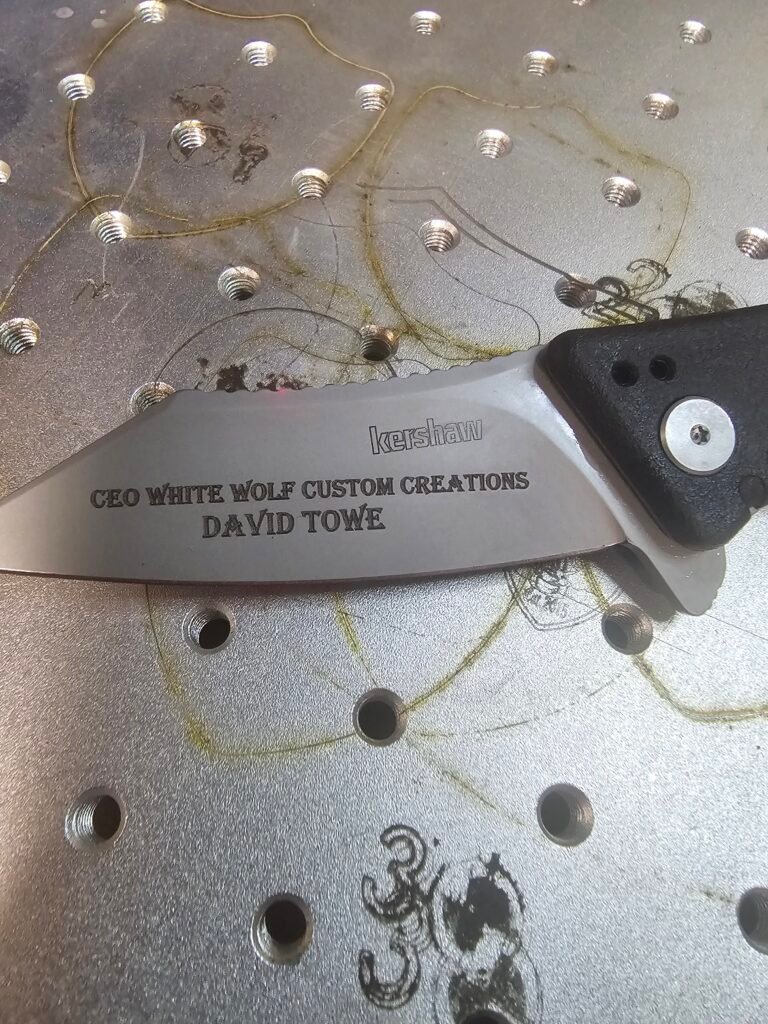 kershaw
CEO WHITE WOLF CUSTOM CREATIONS
DAVID TOWE